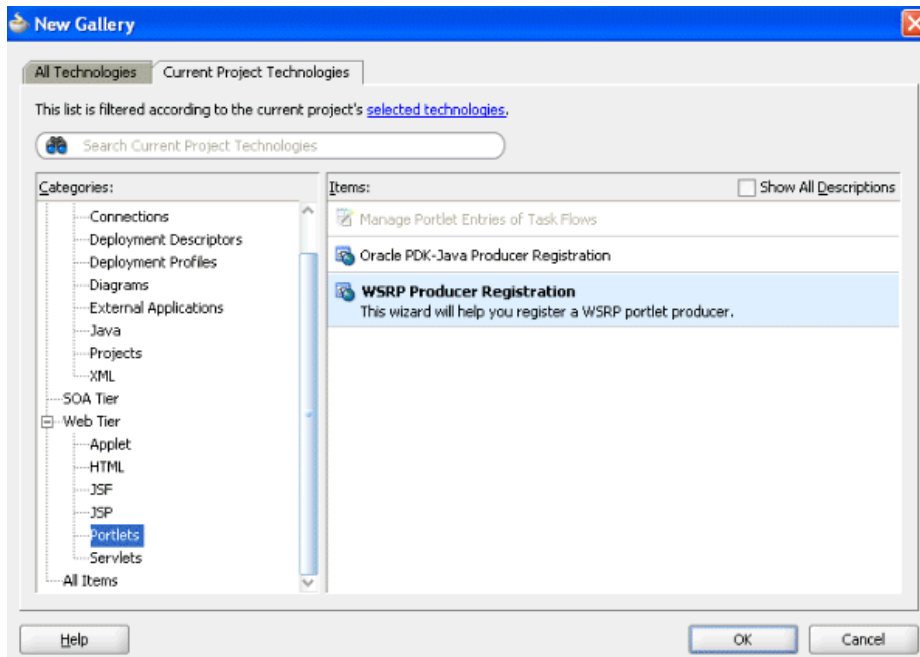 New Gallery
All Technologies
Current Project Technologies
This list is filtered according to the current project's selected technologies.
Search Current Project Technologies
Categories:
Connections
Deployment Descriptors
Deployment Profiles
Diagrams
External Applications
Java
Projects
XML
SOA Tier
Web Tier
Applet
HTML
JSF
JSP
Portlets
Servlets
All Items
Items:
Show All Descriptions
Manage Portlet Entries of Task Flows
Oracle PDK-Java Producer Registration
WSRP Producer Registration
This wizard will help you register a WSRP portlet producer.
Help
OK
Cancel